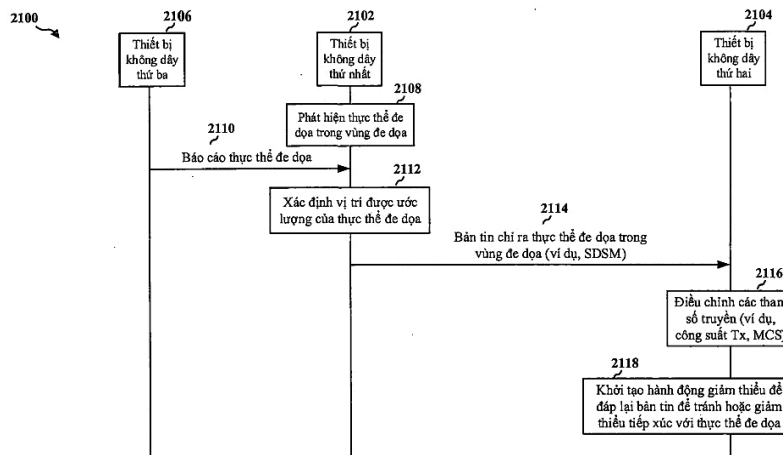 2100
2106
2102
2104
Thiết bị
không dây
thứ ba
Thiết bị
không dây
thứ nhất
Thiết bị
không dây
thứ hai
2108
Phát hiện thực thể đe
dọa trong vùng đe dọa
2110
Báo cáo thực thể đe dọa
2112
Xác định vị trí được ước
lượng của thực thể đe dọa
2114
Bản tin chỉ ra thực thể đe dọa trong
vùng đe dọa (ví dụ, SDSM)
2116
Điều chỉnh các tham
số truyền (ví dụ,
công suất Tx, MCS)
2118
Khởi tạo hành động giảm thiểu để
đáp lại bản tin để tránh hoặc giảm
thiểu tiếp xúc với thực thể đe dọa